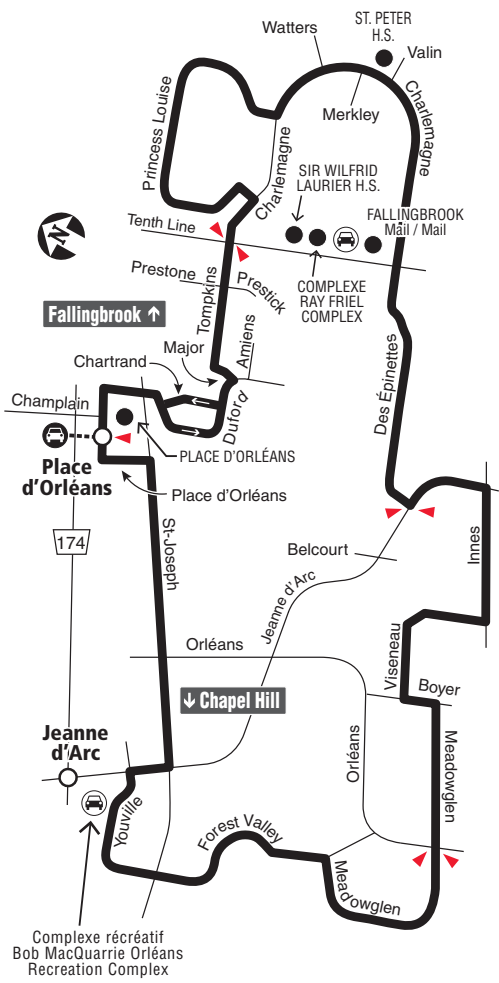 ST. PETER
H.S.
Watters
Valin
Merkley
Charlemagne
Princess Louise
Charlemagne
SIR WILFRID
LAURIER H.S.
FALLINGBROOK
Mail / Mail
Tenth Line
N
COMPLEXE
RAY FRIEL
COMPLEX
Prestone
Prestick
Tompkins
Fallingbrook ↑
Major
Amiens
Chartrand
Duford
Des Épinettes
Champlain
PLACE D'ORLÉANS
Place
d'Orléans
Place d'Orléans
174
St-Joseph
Belcourt
Innes
Jeanne d'Arc
Orléans
Viseneau
Boyer
↓ Chapel Hill
Jeanne
d'Arc
Orléans
Meadowglen
Youville
Forest Valley
Meadowglen
Complexe récréatif
Bob MacQuarrie Orléans
Recreation Complex